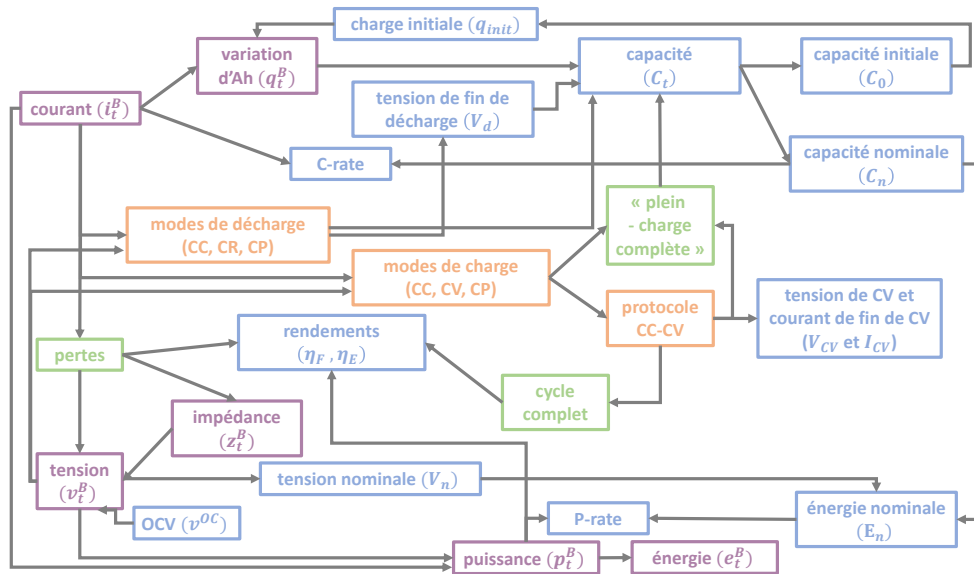 charge initiale (q_init)
variation
d'Ah (q_t^B)
capacité
(C_t)
capacité initiale
(C_0)
courant (i_t^B)
tension de fin de
décharge (V_d)
C-rate
capacité nominale
(C_n)
modes de décharge
(CC, CR, CP)
« plein
- charge
complète »
modes de charge
(CC, CV, CP)
protocole
CC-CV
tension de CV et
courant de fin de CV
(V_CV et I_CV)
rendements
(η_F , η_E)
pertes
cycle
complet
impédance
(z_t^B)
tension
(v_t^B)
tension nominale (V_n)
OCV (v^OC)
P-rate
énergie nominale
(E_n)
puissance (p_t^B)
énergie (e_t^B)